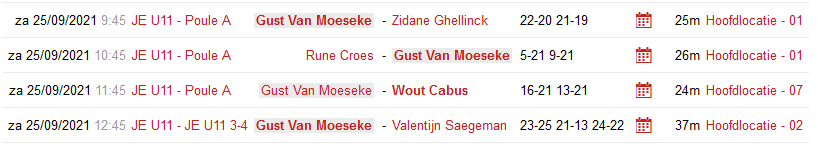 za 25/09/2021 9:45 JE U11 - Poule A Gust Van Moeseke - Zidane Ghellinck 22-20 21-19 25m Hoofdlocatie - 01
za 25/09/2021 10:45 JE U11 - Poule A Rune Croes - Gust Van Moeseke 5-21 9-21 26m Hoofdlocatie - 01
za 25/09/2021 11:45 JE U11 - Poule A Gust Van Moeseke - Wout Cabus 16-21 13-21 24m Hoofdlocatie - 07
za 25/09/2021 12:45 JE U11 - JE U11 3-4 Gust Van Moeseke - Valentijn Saegeman 23-25 21-13 24-22 37m Hoofdlocatie - 02